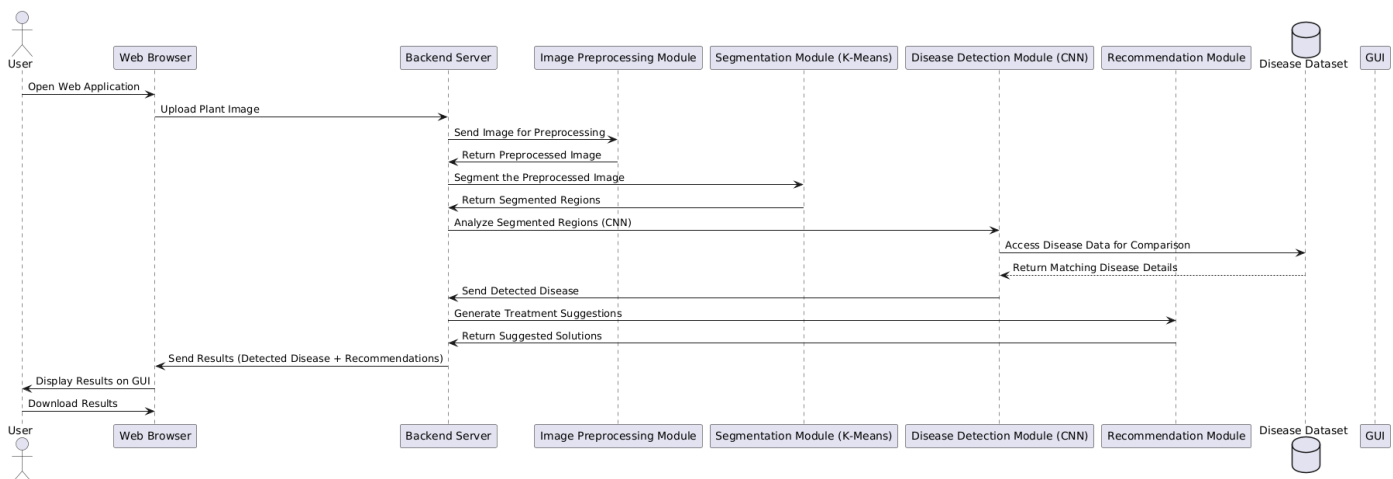 User
Web Browser
Backend Server
Image Preprocessing Module
Segmentation Module (K-Means)
Disease Detection Module (CNN)
Recommendation Module
Disease Dataset
GUI
Open Web Application
Upload Plant Image
Send Image for Preprocessing
Return Preprocessed Image
Segment the Preprocessed Image
Return Segmented Regions
Analyze Segmented Regions (CNN)
Access Disease Data for Comparison
Return Matching Disease Details
Send Detected Disease
Generate Treatment Suggestions
Return Suggested Solutions
Send Results (Detected Disease + Recommendations)
Display Results on GUI
Download Results
User
Web Browser
Backend Server
Image Preprocessing Module
Segmentation Module (K-Means)
Disease Detection Module (CNN)
Recommendation Module
Disease Dataset
GUI